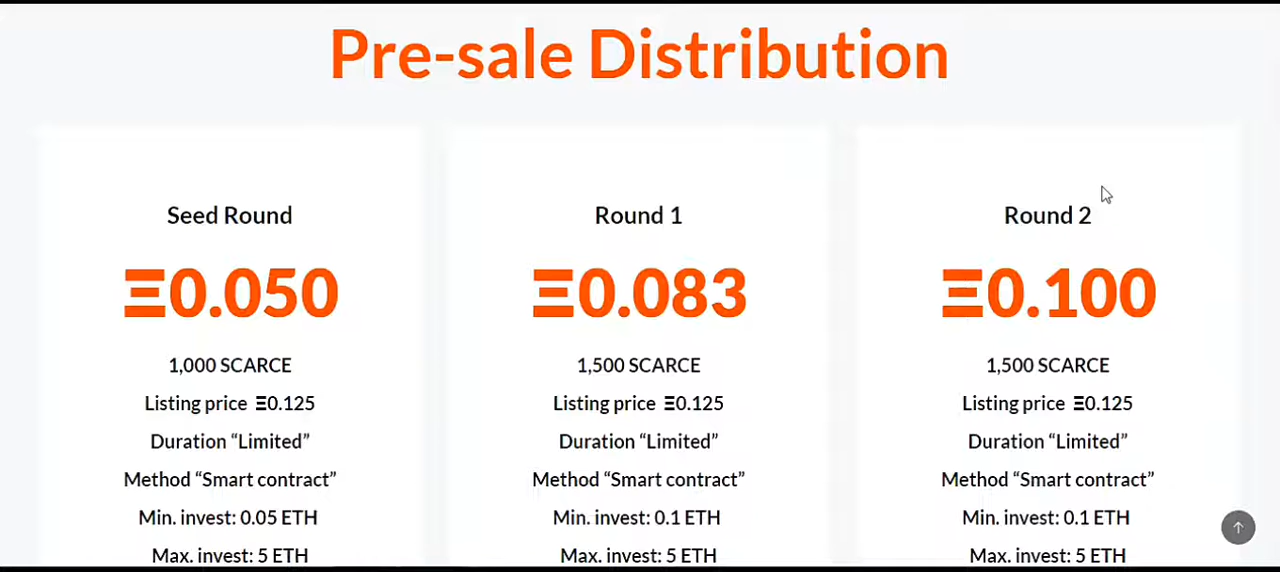 Pre-sale Distribution
Seed Round
Ξ0.050
1,000 SCARCE
Listing price Ξ0.125
Duration “Limited”
Method “Smart contract”
Min. invest: 0.05 ETH
Max. invest: 5 ETH
Round 1
Ξ0.083
1,500 SCARCE
Listing price Ξ0.125
Duration “Limited”
Method “Smart contract”
Min. invest: 0.1 ETH
Max. invest: 5 ETH
Round 2
Ξ0.100
1,500 SCARCE
Listing price Ξ0.125
Duration “Limited”
Method “Smart contract”
Min. invest: 0.1 ETH
Max. invest: 5 ETH